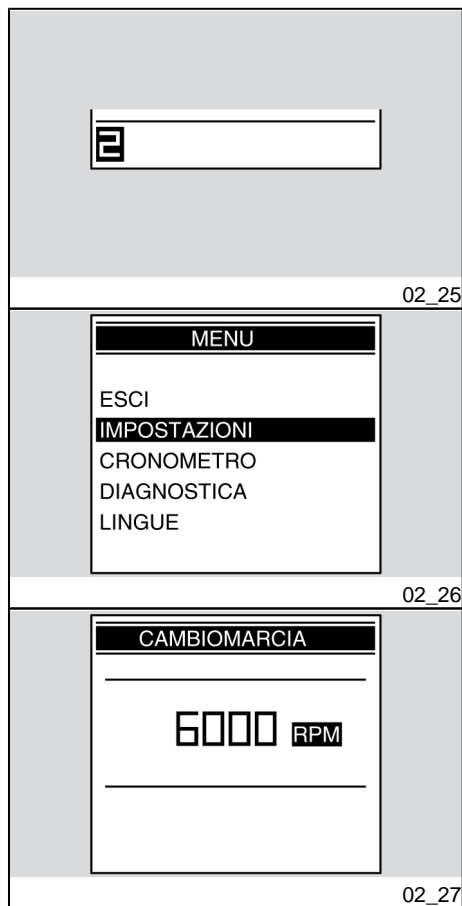 2
02_25
MENU
ESCI
IMPOSTAZIONI
CRONOMETRO
DIAGNOSTICA
LINGUE
02_26
CAMBIOMARCIA
6000 RPM
02_27